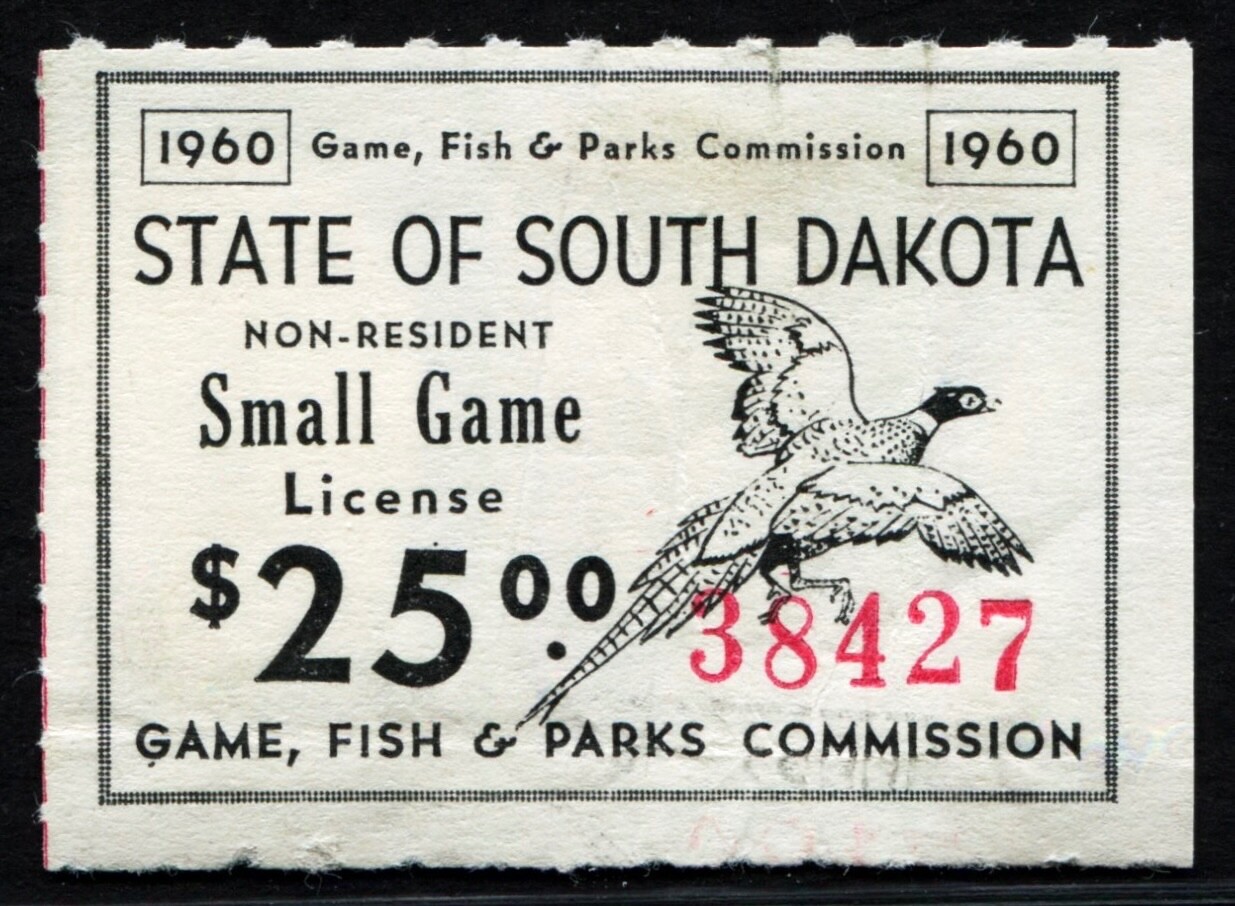 1960 Game, Fish & Parks Commission 1960
STATE OF SOUTH DAKOTA
NON-RESIDENT
Small Game
License
$25.00
38427
GAME, FISH & PARKS COMMISSION